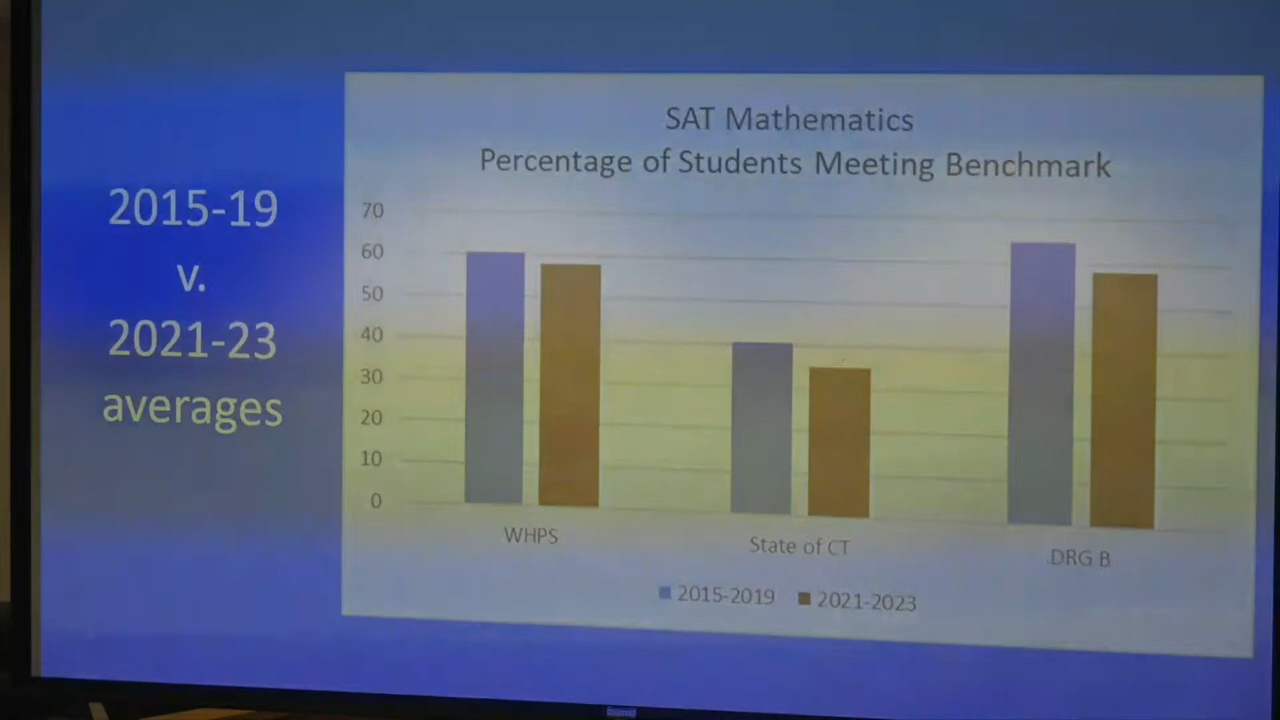 2015-19
v.
2021-23
averages
SAT Mathematics
Percentage of Students Meeting Benchmark
70
60
50
40
30
20
10
0
WHPS
State of CT
DRG B
2015-2019
2021-2023